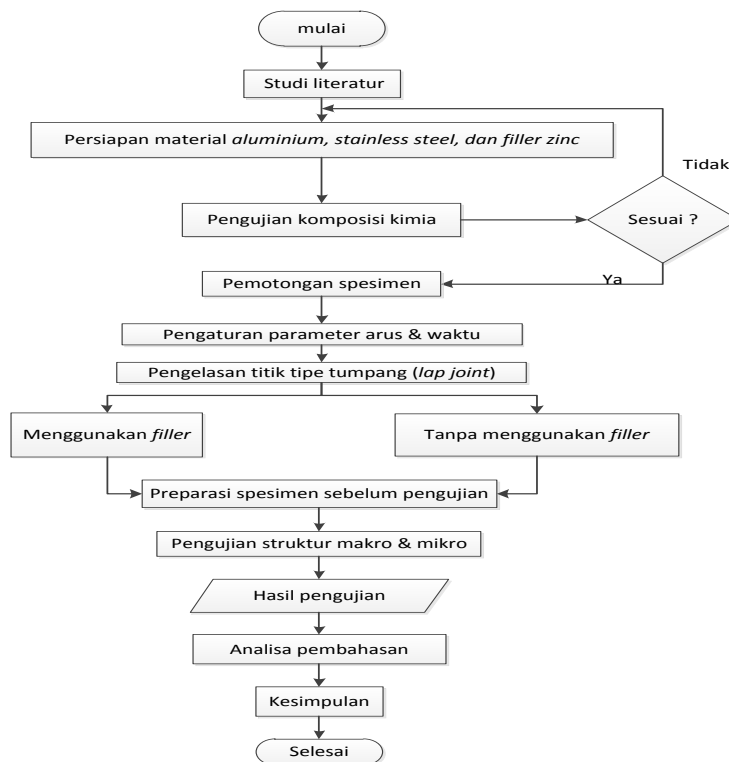 mulai
Studi literatur
Persiapan material aluminium, stainless steel, dan filler zinc
Tidak
Pengujian komposisi kimia
Sesuai ?
Ya
Pemotongan spesimen
Pengaturan parameter arus & waktu
Pengelasan titik tipe tumpang (lap joint)
Menggunakan filler
Tanpa menggunakan filler
Preparasi spesimen sebelum pengujian
Pengujian struktur makro & mikro
Hasil pengujian
Analisa pembahasan
Kesimpulan
Selesai